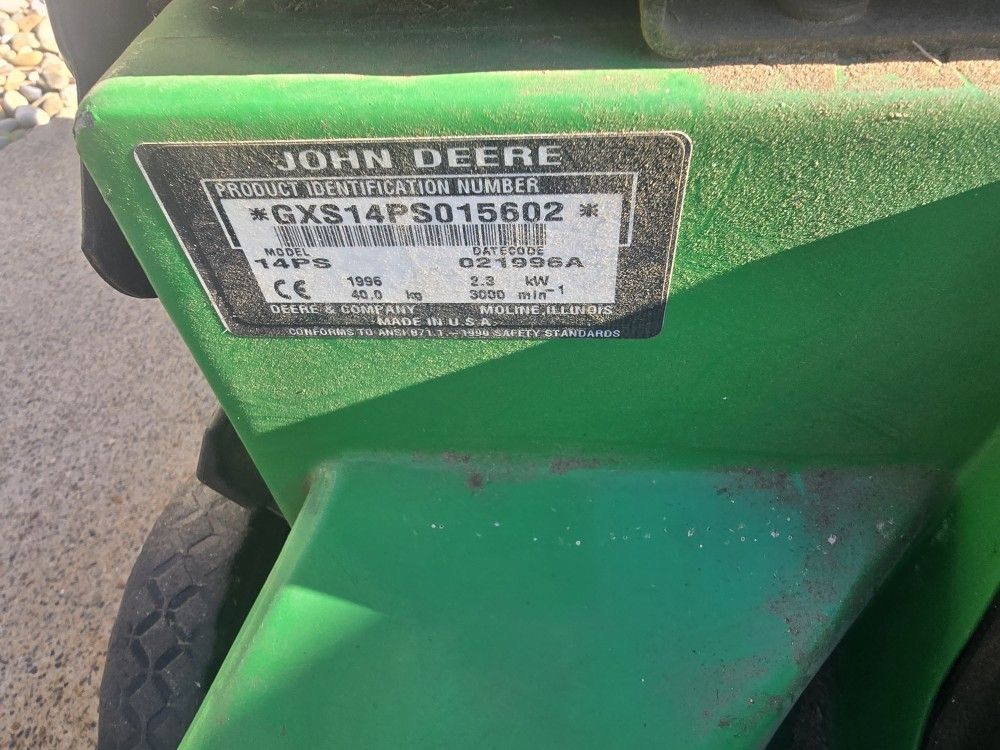 JOHN DEERE
PRODUCT IDENTIFICATION NUMBER
*GXS14PS015602 *
MODEL DATECODE
14PS 021996A
1996 2.3 kW
CE 40.0 kg 3000 min-1
DEERE & COMPANY MOLINE, ILLINOIS
MADE IN U.S.A.
CONFORMS TO ANSI B71.1-1990 SAFETY STANDARDS